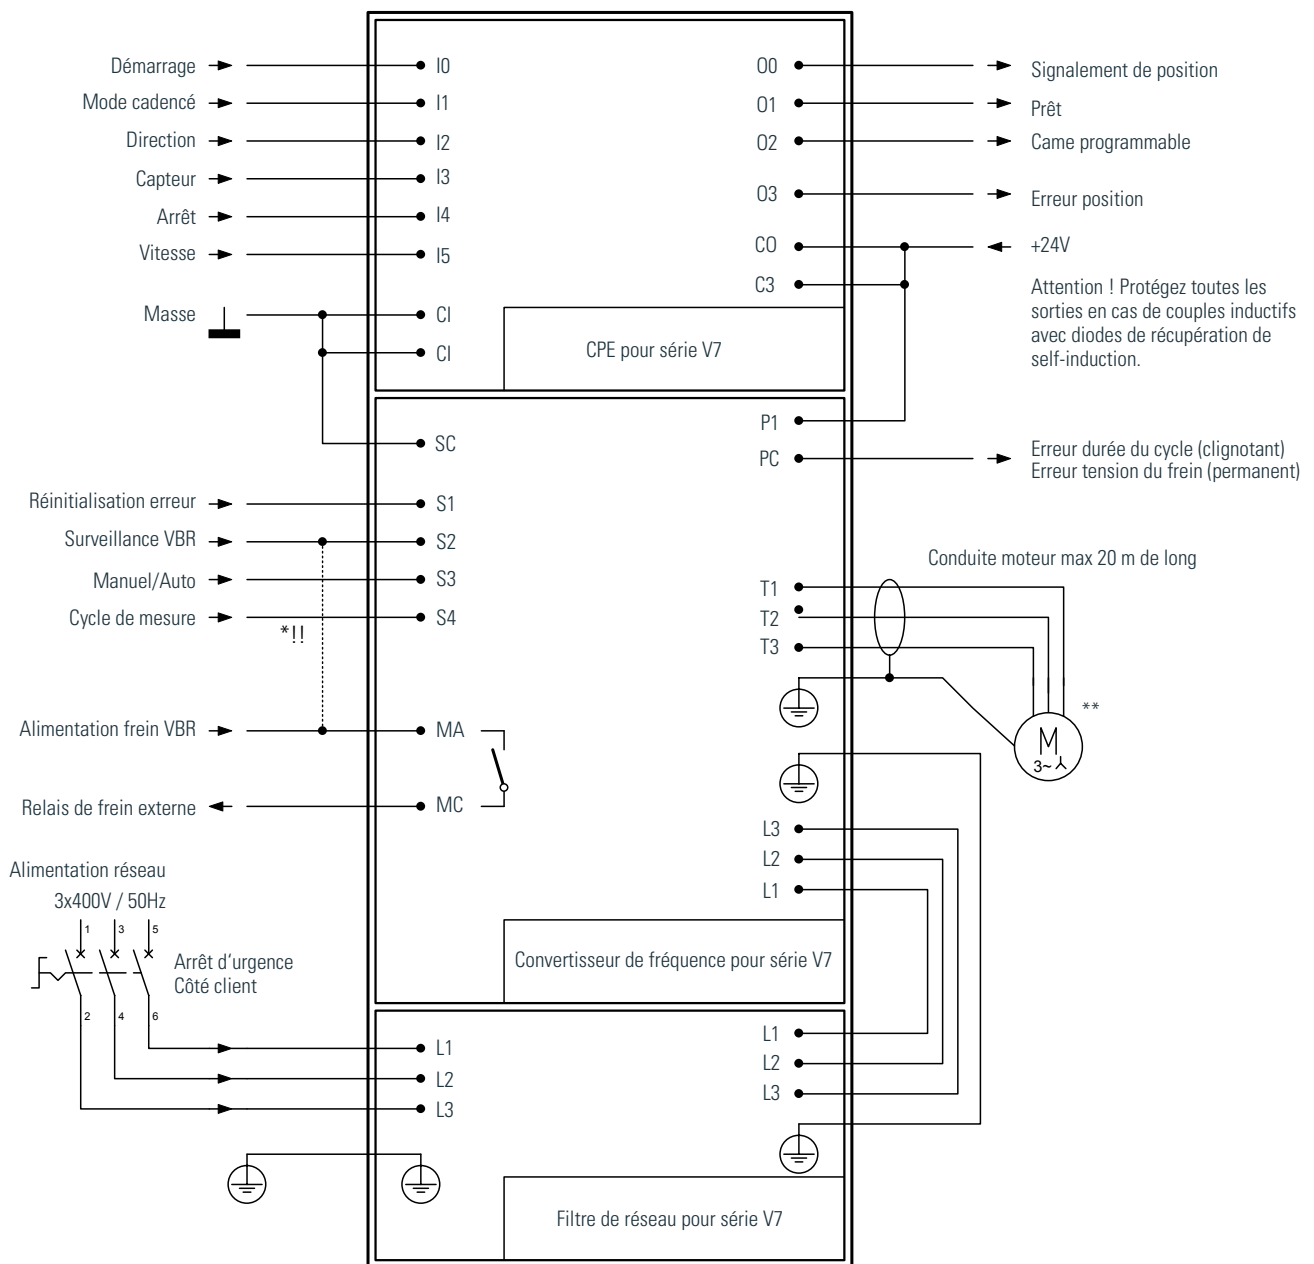 Démarrage
I0
O0
Signalement de position
Mode cadencé
I1
O1
Prêt
Direction
I2
O2
Came programmable
Capteur
I3
O3
Erreur position
Arrêt
I4
Vitesse
I5
CO
+24V
C3
Attention ! Protégez toutes les
sorties en cas de couples inductifs
avec diodes de récupération de
self-induction.
Masse
CI
CI
CPE pour série V7
SC
P1
PC
Erreur durée du cycle (clignotant)
Erreur tension du frein (permanent)
Réinitialisation erreur
S1
Surveillance VBR
S2
Manuel/Auto
S3
Cycle de mesure
S4
*!!
Conduite moteur max 20 m de long
T1
T2
T3
**
M
3~
Alimentation frein VBR
MA
Relais de frein externe
MC
L3
L2
L1
Alimentation réseau
3x400V / 50Hz
1
3
5
Arrêt d'urgence
Côté client
2
4
6
Convertisseur de fréquence pour série V7
L1
L2
L3
L1
L2
L3
Filtre de réseau pour série V7